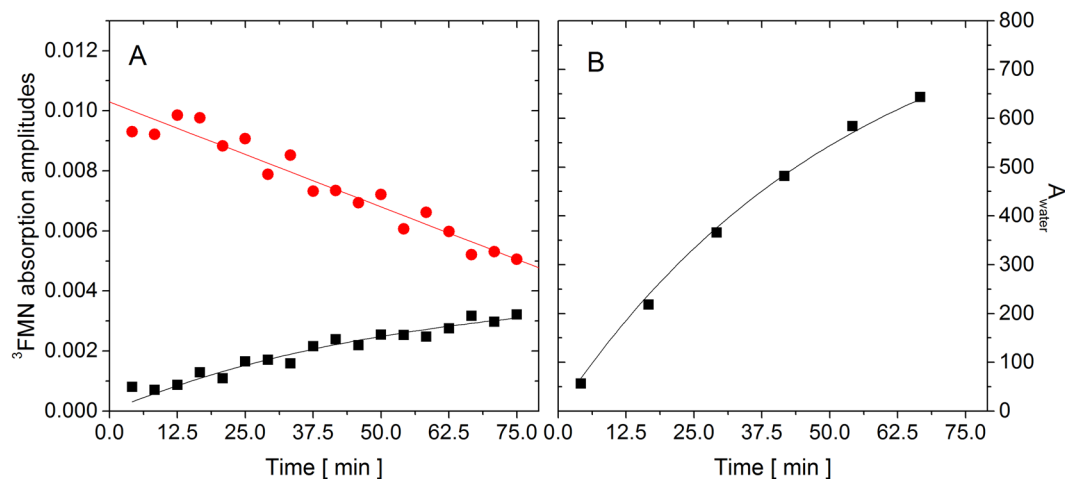 A
0.012
0.010
0.008
0.006
0.004
0.002
0.000
³FMN absorption amplitudes
0.0 12.5 25.0 37.5 50.0 62.5 75.0
Time [ min ]
B
800
700
600
500
400
300
200
100
0
A_water
0.0 12.5 25.0 37.5 50.0 62.5 75.0
Time [ min ]